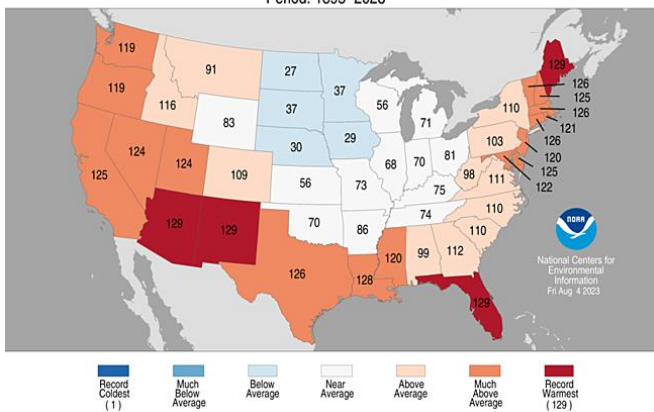 Period: 1895–2023
119
91
27
37
129
119
116
83
37
56
71
110
126
125
126
121
126
120
125
122
30
29
124
124
109
125
56
73
68
70
81
103
98
111
75
74
110
110
129
129
70
86
126
128
120
99
112
129
NOAA
National Centers for
Environmental
Information
Fri Aug 4 2023
Record
Coldest
(1)
Much
Below
Average
Below
Average
Near
Average
Above
Average
Much
Above
Average
Record
Warmest
(129)